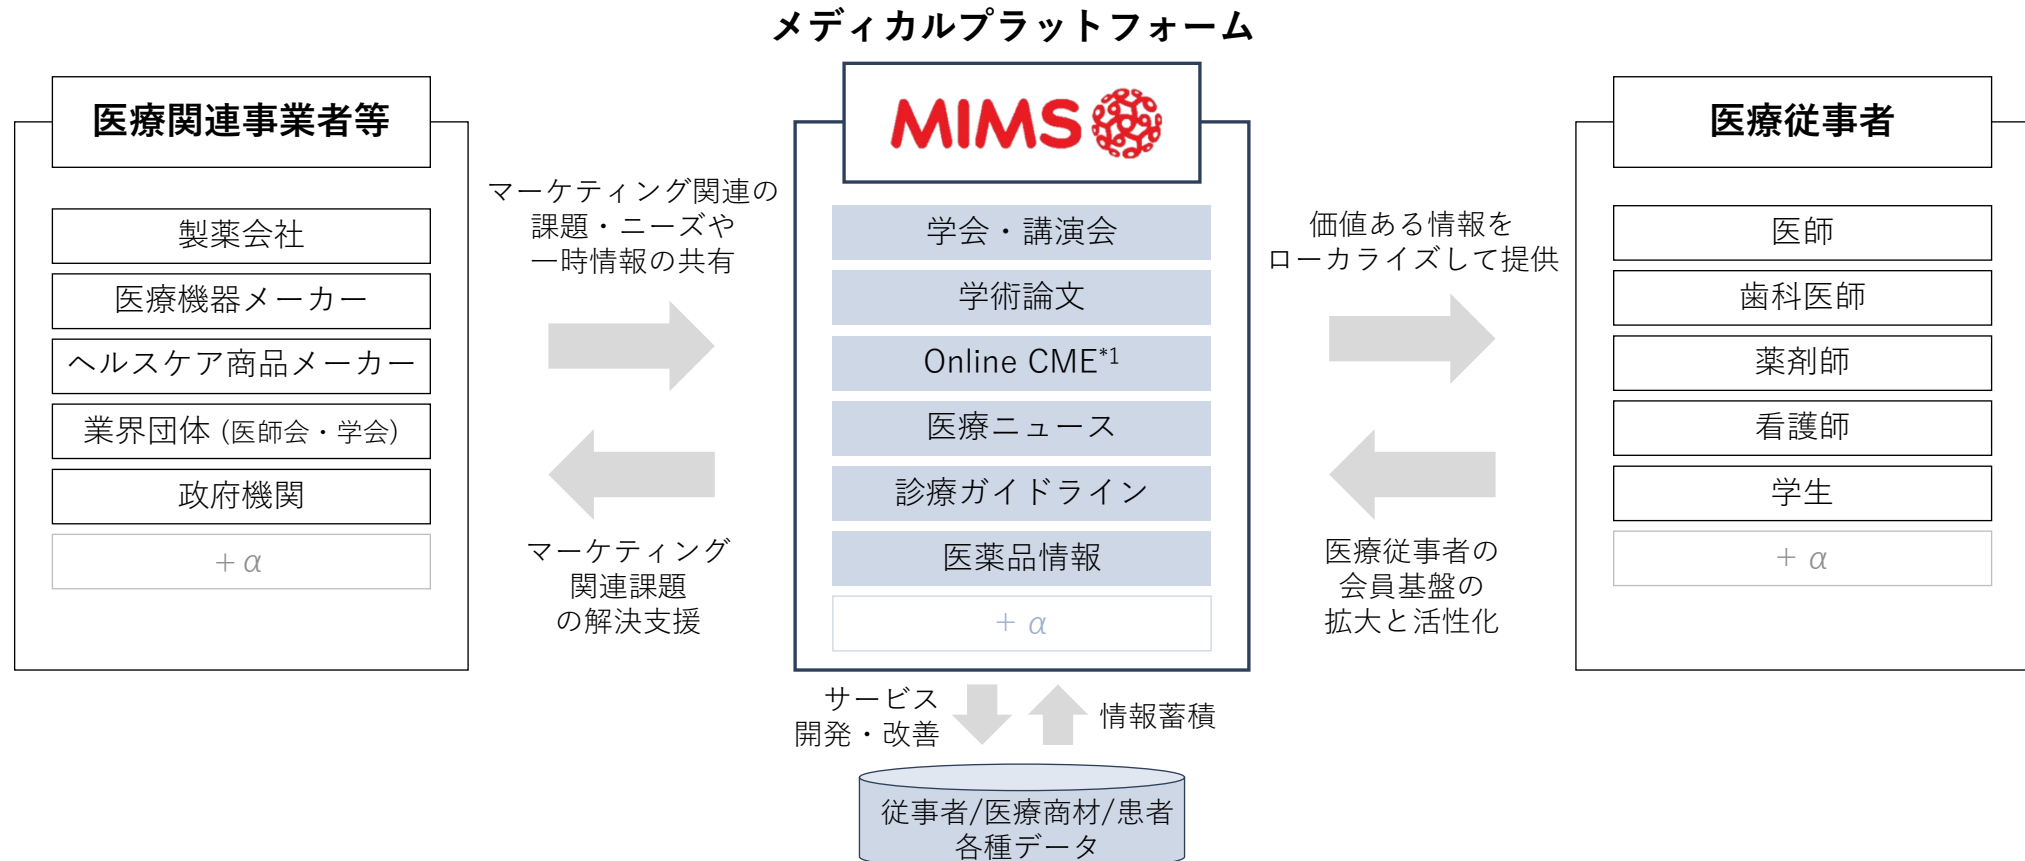 メディカルプラットフォーム
医療関連事業者等
製薬会社
医療機器メーカー
ヘルスケア商品メーカー
業界団体 (医師会・学会)
政府機関
+ α
マーケティング関連の
課題・ニーズや
一時情報の共有
マーケティング
関連課題
の解決支援
MIMS
学会・講演会
学術論文
Online CME*1
医療ニュース
診療ガイドライン
医薬品情報
+ α
価値ある情報を
ローカライズして提供
医療従事者の
会員基盤の
拡大と活性化
医療従事者
医師
歯科医師
薬剤師
看護師
学生
+ α
サービス
開発・改善
情報蓄積
従事者/医療商材/患者
各種データ